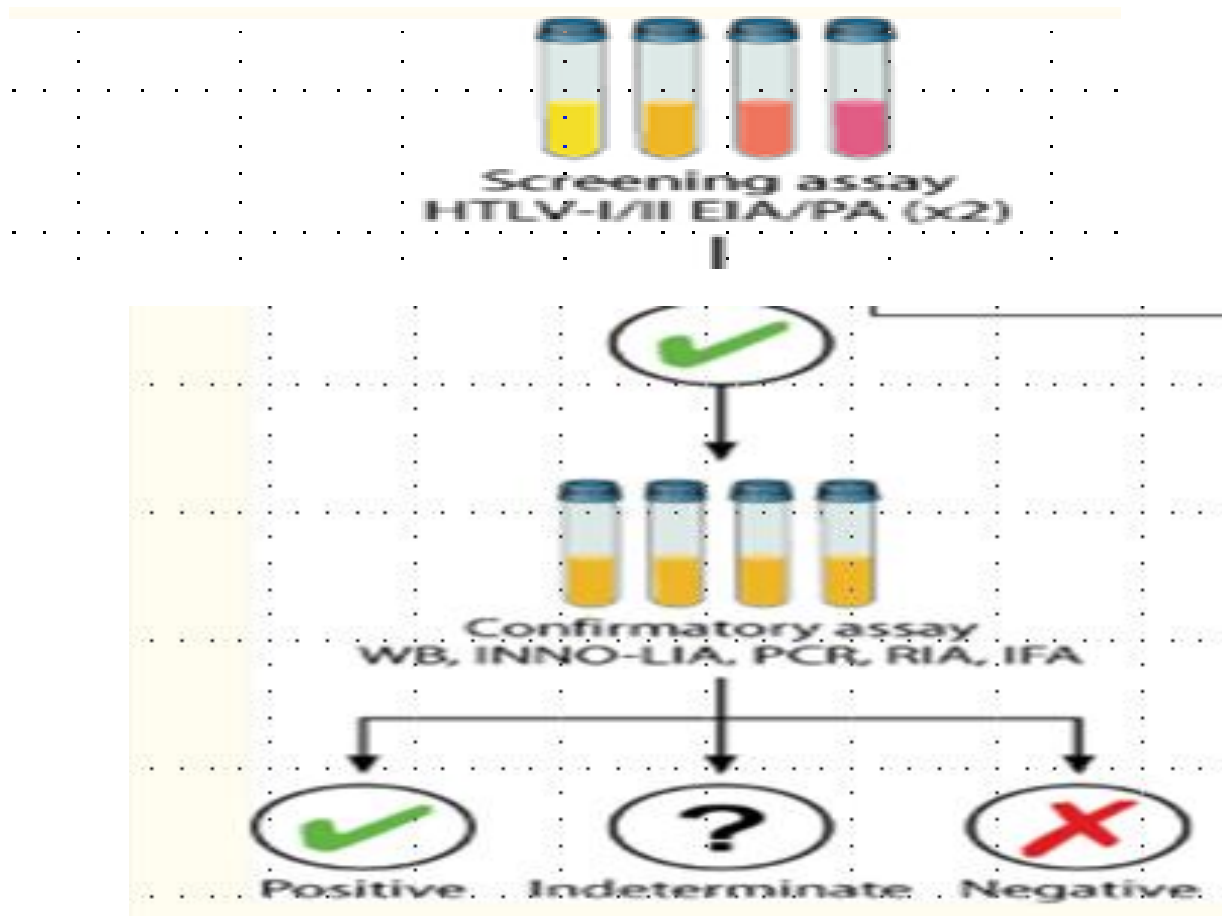 Screening assay
HTLV-I/II EIA/PA (x2)
Confirmatory assay
WB, INNO-LIA, PCR, RIA, IFA
?
Positive Indeterminate Negative